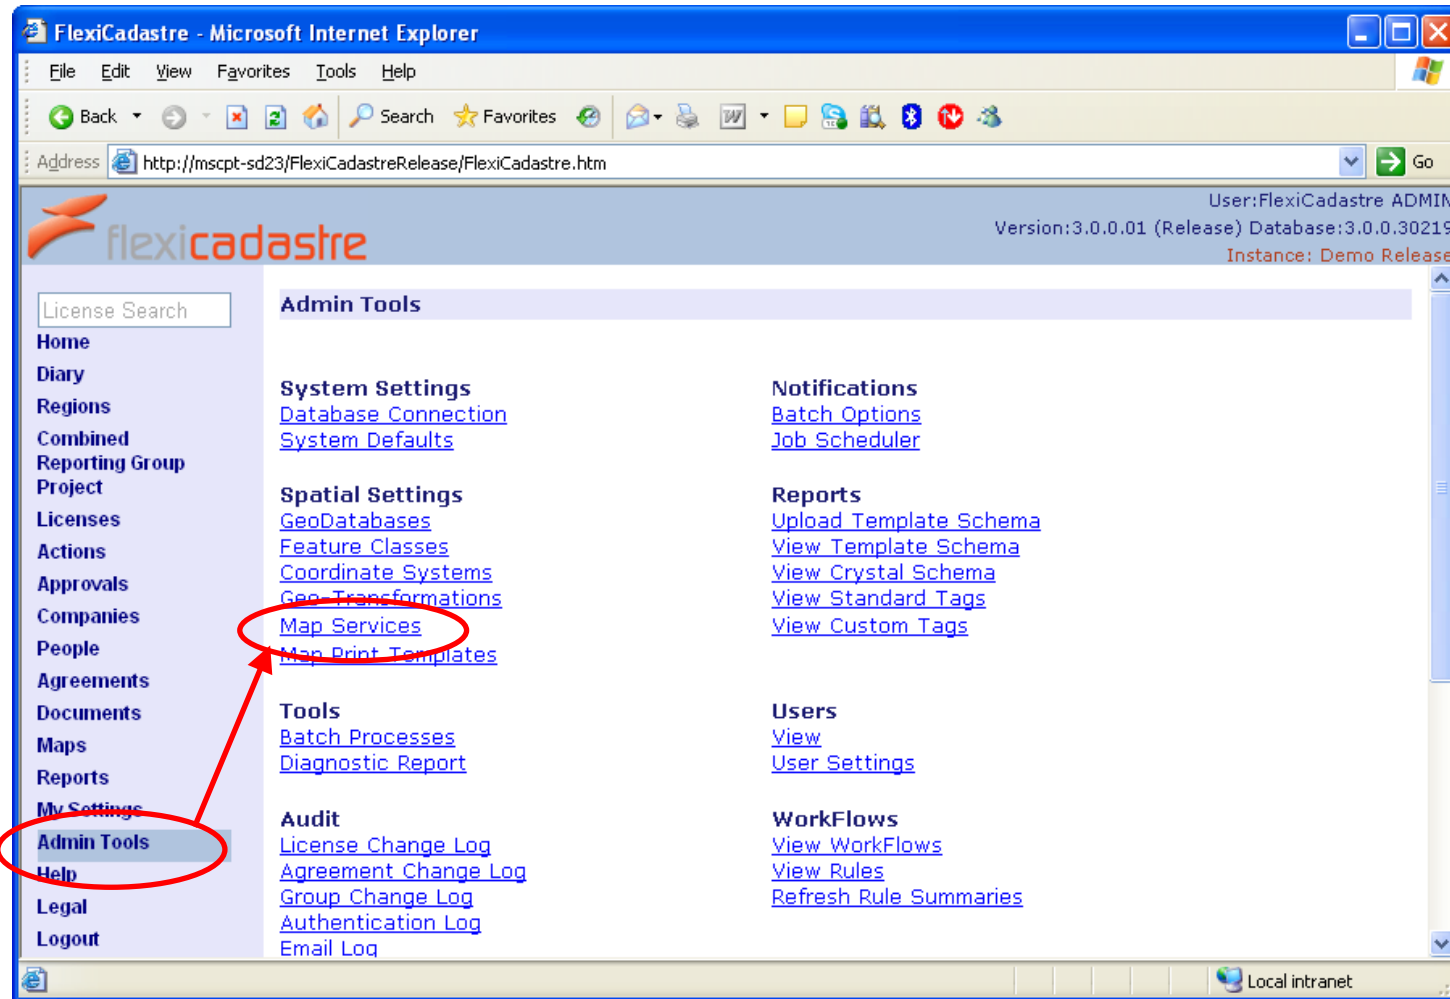 FlexiCadastre - Microsoft Internet Explorer
File Edit View Favorites Tools Help
Back Search Favorites
Address http://mscpt-sd23/FlexiCadastreRelease/FlexiCadastre.htm Go
flexicadastre
User:FlexiCadastre ADMIN
Version:3.0.0.01 (Release) Database:3.0.0.30219
Instance: Demo Release
License Search
Home
Diary
Regions
Combined
Reporting Group
Project
Licenses
Actions
Approvals
Companies
People
Agreements
Documents
Maps
Reports
My Settings
Admin Tools
Help
Legal
Logout
Admin Tools
System Settings
Database Connection
System Defaults
Spatial Settings
GeoDatabases
Feature Classes
Coordinate Systems
Geo-Transformations
Map Services
Map Print Templates
Tools
Batch Processes
Diagnostic Report
Audit
License Change Log
Agreement Change Log
Group Change Log
Authentication Log
Email Log
Notifications
Batch Options
Job Scheduler
Reports
Upload Template Schema
View Template Schema
View Crystal Schema
View Standard Tags
View Custom Tags
Users
View
User Settings
WorkFlows
View WorkFlows
View Rules
Refresh Rule Summaries
Local intranet